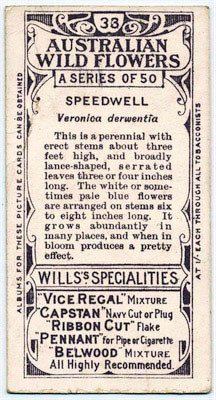 33
AUSTRALIAN
WILD FLOWERS
A SERIES OF 50
SPEEDWELL
Veronica derwentia
This is a perennial with
erect stems about three
feet high, and broadly
lance-shaped, serrated
leaves three or four inches
long. The white or some-
times pale blue flowers
are arranged on stems six
to eight inches long. It
grows abundantly in
many places, and when in
bloom produces a pretty
effect.
WILLS'S SPECIALITIES
"VICE REGAL" MIXTURE
"CAPSTAN" NAVY CUT or PLUG
"RIBBON CUT" Flake
"PENNANT" for Pipe or Cigarette
"BELWOOD" MIXTURE
All Highly Recommended.
ALBUMS FOR THESE PICTURE CARDS CAN BE OBTAINED
AT 1/- EACH THROUGH ALL TOBACCONISTS